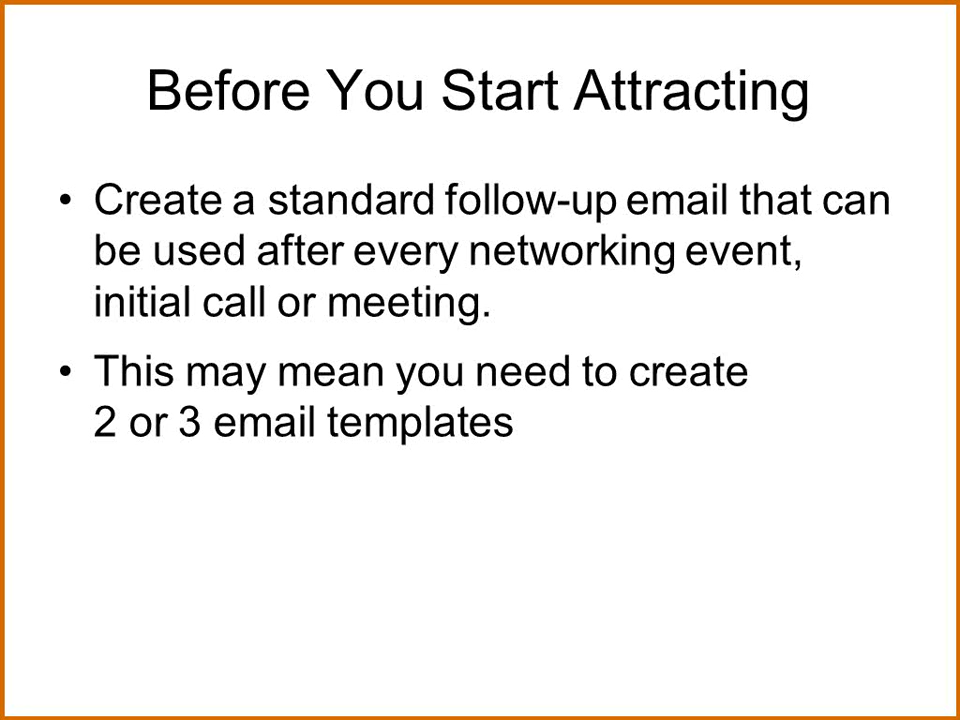 Before You Start Attracting
• Create a standard follow-up email that can
be used after every networking event,
initial call or meeting.
• This may mean you need to create
2 or 3 email templates